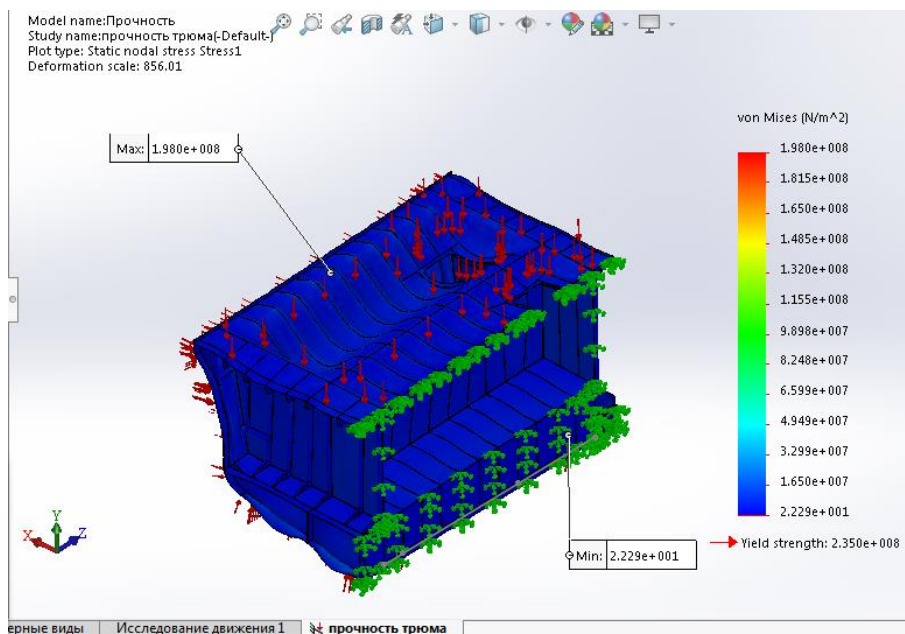 Model name:Прочность
Study name:прочность трюма(-Default-)
Plot type: Static nodal stress Stress1
Deformation scale: 856.01
Max: 1.980e+008
von Mises (N/m^2)
1.980e+008
1.815e+008
1.650e+008
1.485e+008
1.320e+008
1.155e+008
9.898e+007
8.248e+007
6.599e+007
4.949e+007
3.299e+007
1.650e+007
2.229e+001
Yield strength: 2.350e+008
Min: 2.229e+001
Y
X
Z
ерные виды
Исследование движения 1
прочность трюма